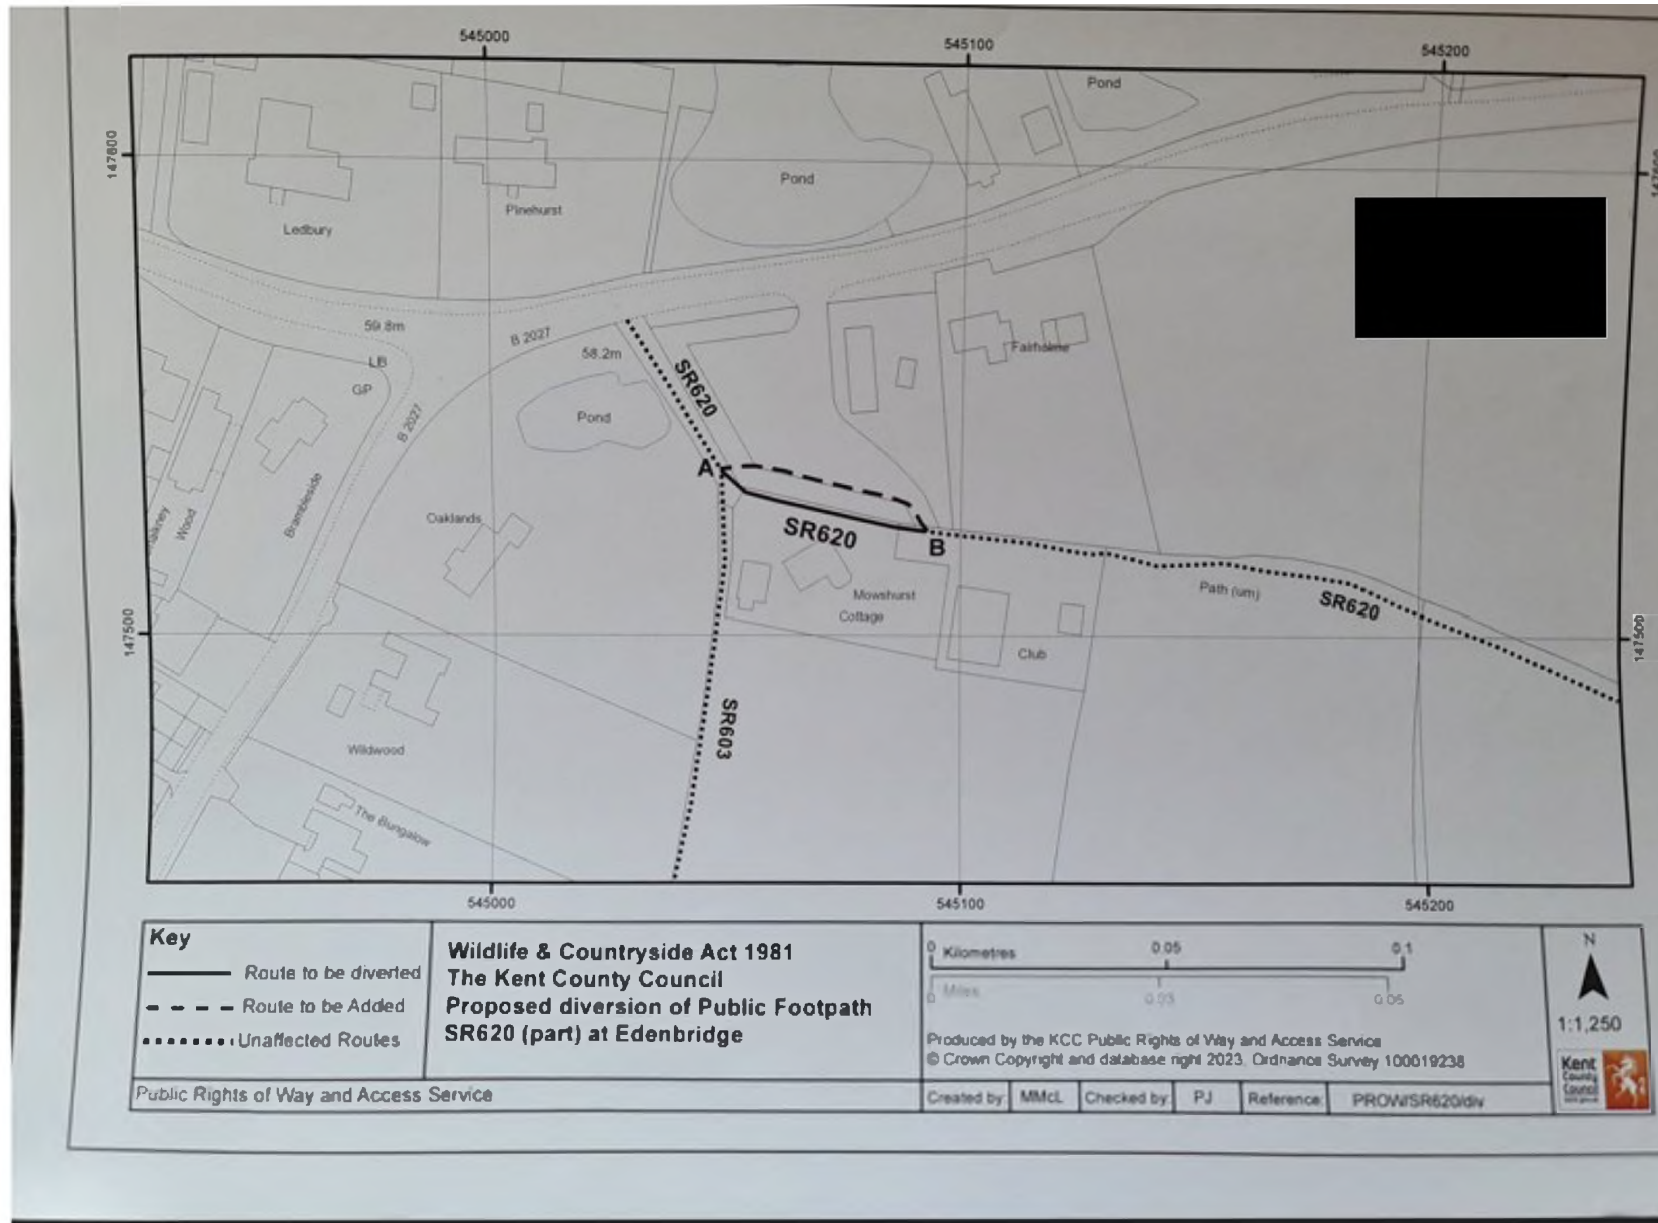 545000
545100
545200
147600
Pond
Pond
Ledbury
Pinehurst
59.8m
B 2027
58.2m
LB
GP
B 2027
Pond
SR620
Fairholme
A
Oaklands
Brambleside
Wood
SR620
B
Mowshurst
Cottage
Path (um)
SR620
147500
147500
Club
SR603
Wildwood
The Bungalow
545000
545100
545200
Key
Route to be diverted
Route to be Added
Unaffected Routes
Wildlife & Countryside Act 1981
The Kent County Council
Proposed diversion of Public Footpath
SR620 (part) at Edenbridge
0 Kilometres 0.05 0.1
0 Miles 0.03 0.05
Produced by the KCC Public Rights of Way and Access Service
© Crown Copyright and database right 2023. Ordnance Survey 100019238
N
1:1,250
Kent
County
Council
Public Rights of Way and Access Service
Created by: MMcL Checked by: PJ Reference: PROW/SR620/div